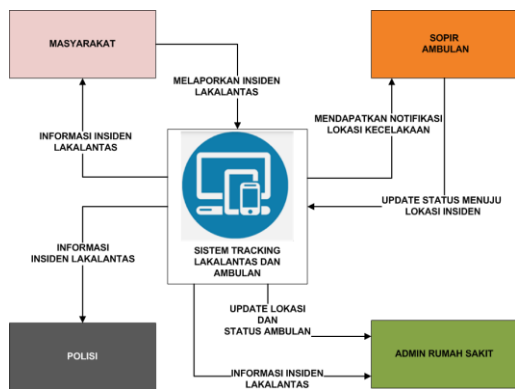 MASYARAKAT
SOPIR
AMBULAN
MELAPORKAN INSIDEN
LAKALANTAS
MENDAPATKAN NOTIFIKASI
LOKASI KECELAKAAN
INFORMASI INSIDEN
LAKALANTAS
UPDATE STATUS MENUJU
LOKASI INSIDEN
SISTEM TRACKING
LAKALANTAS DAN
AMBULAN
INFORMASI
INSIDEN LAKALANTAS
UPDATE LOKASI
DAN
STATUS AMBULAN
POLISI
ADMIN RUMAH SAKIT
INFORMASI INSIDEN
LAKALANTAS